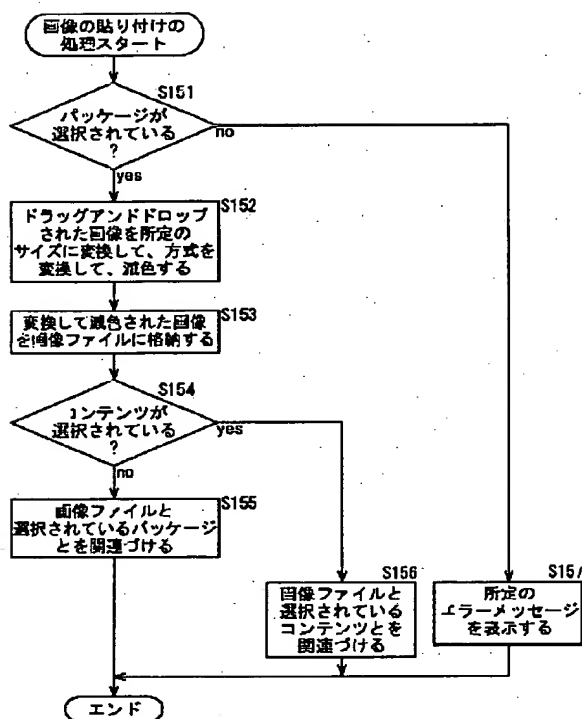 画像の貼り付けの
処理スタート
S151
パッケージが
選択されている
?
no
yes
S152
ドラッグアンドドロップ
された画像を所定の
サイズに変換して、方式を
変換して、減色する
S153
変換して減色された画像
を画像ファイルに格納する
S154
コンテンツが
選択されている
?
yes
no
S155
画像ファイルと
選択されているパッケージ
とを関連づける
S156
画像ファイルと
選択されている
コンテンツとを
関連づける
S157
所定の
エラーメッセージ
を表示する
エンド